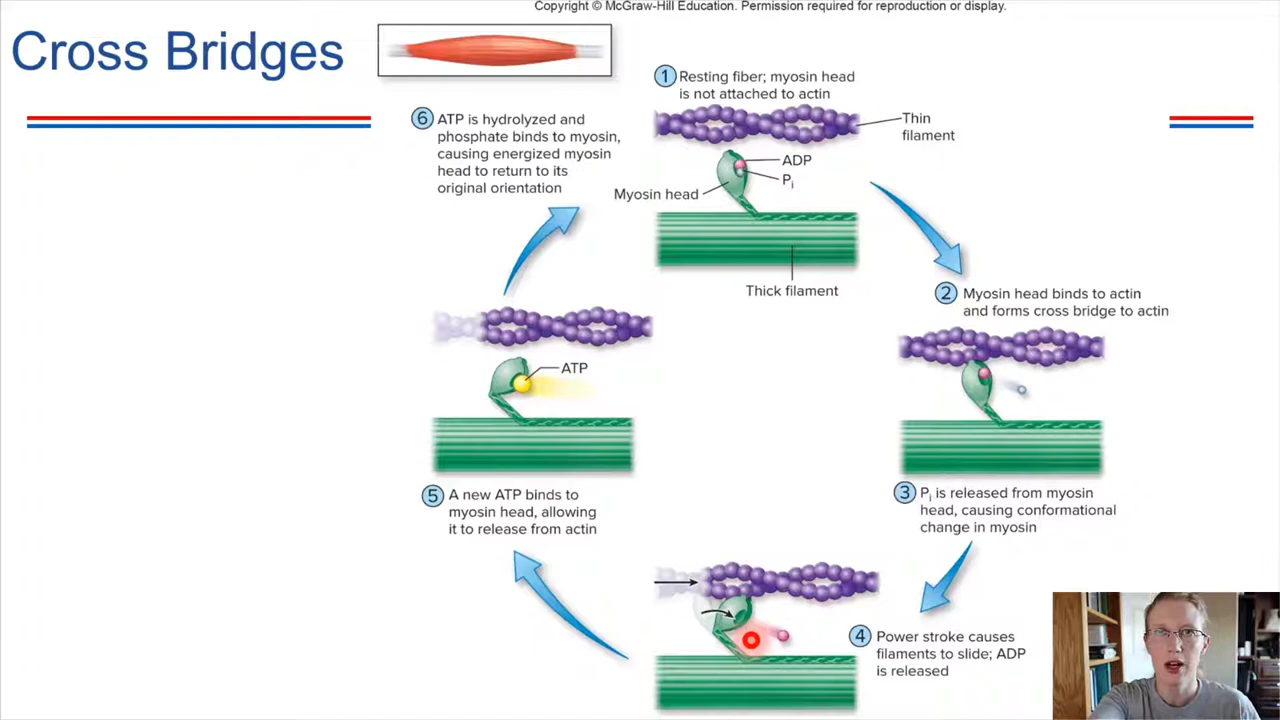 Copyright © McGraw-Hill Education. Permission required for reproduction or display.
Cross Bridges
1 Resting fiber; myosin head
is not attached to actin
Thin
filament
ADP
Pi
Myosin head
Thick filament
2 Myosin head binds to actin
and forms cross bridge to actin
3 Pi is released from myosin
head, causing conformational
change in myosin
4 Power stroke causes
filaments to slide; ADP
is released
5 A new ATP binds to
myosin head, allowing
it to release from actin
ATP
6 ATP is hydrolyzed and
phosphate binds to myosin,
causing energized myosin
head to return to its
original orientation